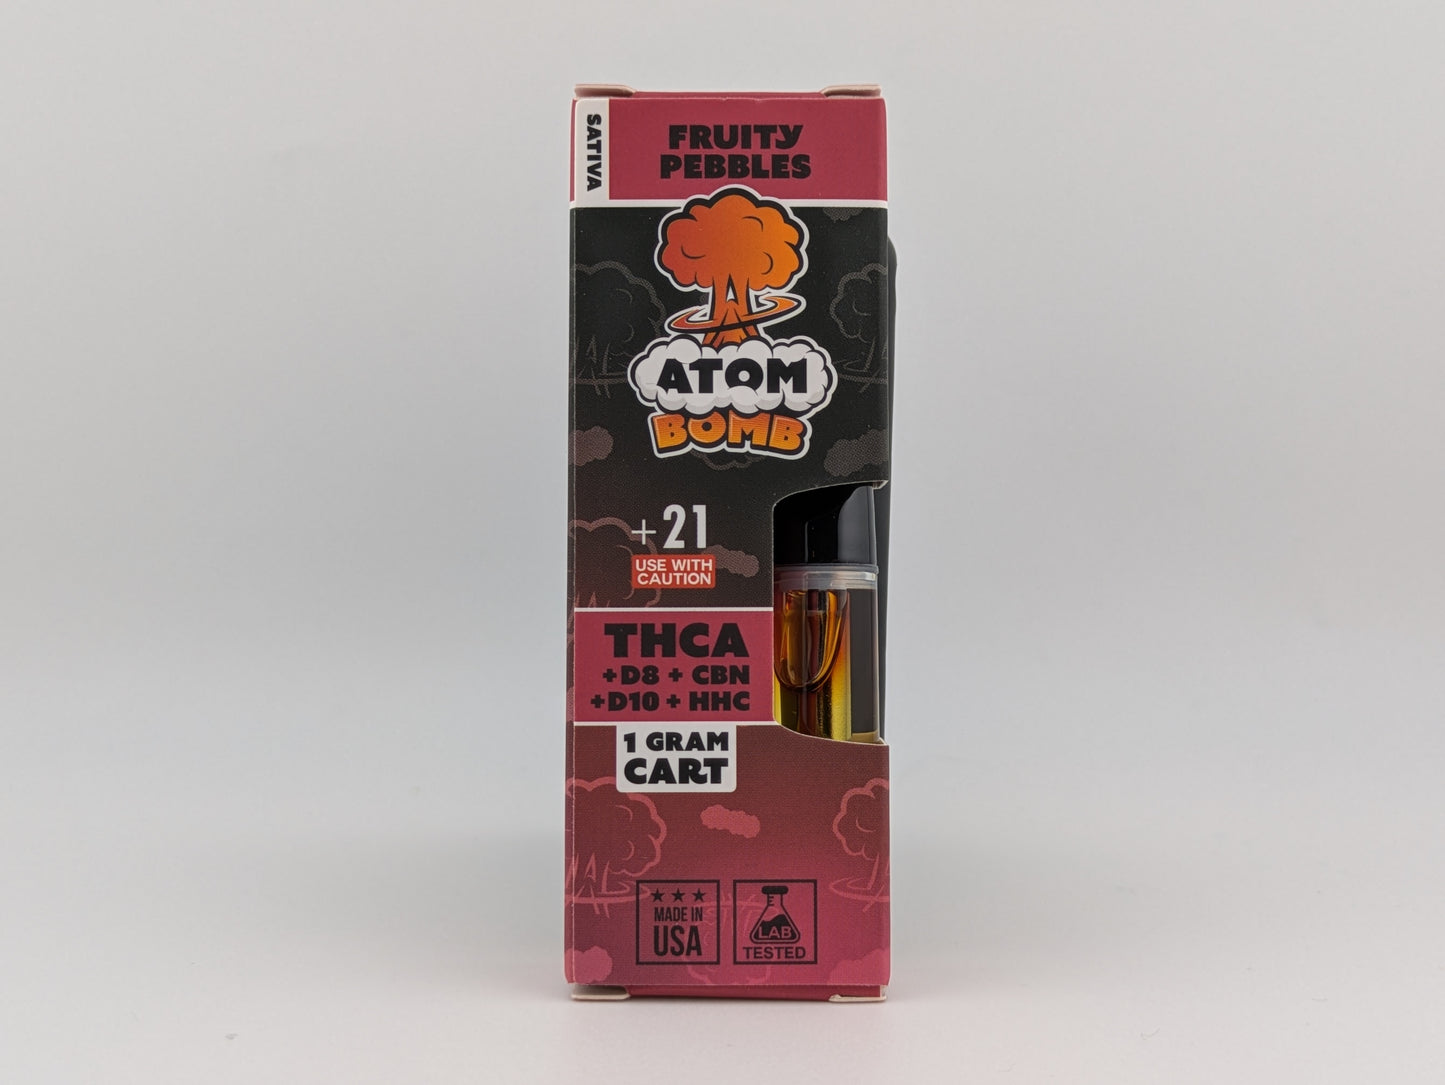 SATIVA
FRUITY
PEBBLES
ATOM
BOMB
+21
USE WITH
CAUTION
THCA
+D8 + CBN
+D10 + HHC
1 GRAM
CART
MADE IN
USA
LAB
TESTED